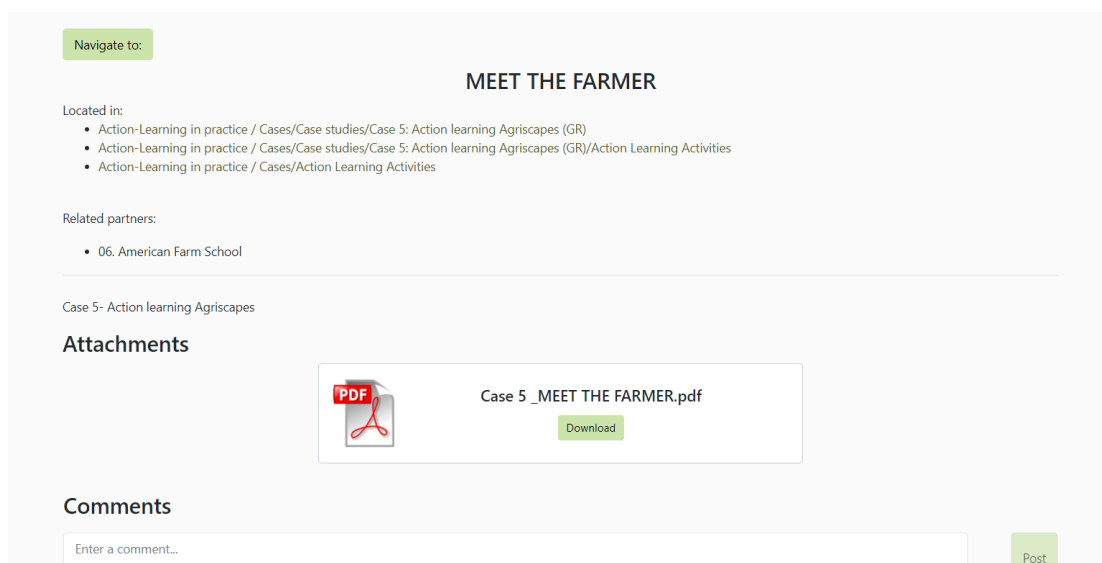 Navigate to:
MEET THE FARMER
Located in:
Action-Learning in practice / Cases/Case studies/Case 5: Action learning Agriscapes (GR)
Action-Learning in practice / Cases/Case studies/Case 5: Action learning Agriscapes (GR)/Action Learning Activities
Action-Learning in practice / Cases/Action Learning Activities
Related partners:
06. American Farm School
Case 5- Action learning Agriscapes
Attachments
PDF
Case 5 _MEET THE FARMER.pdf
Download
Comments
Enter a comment...
Post